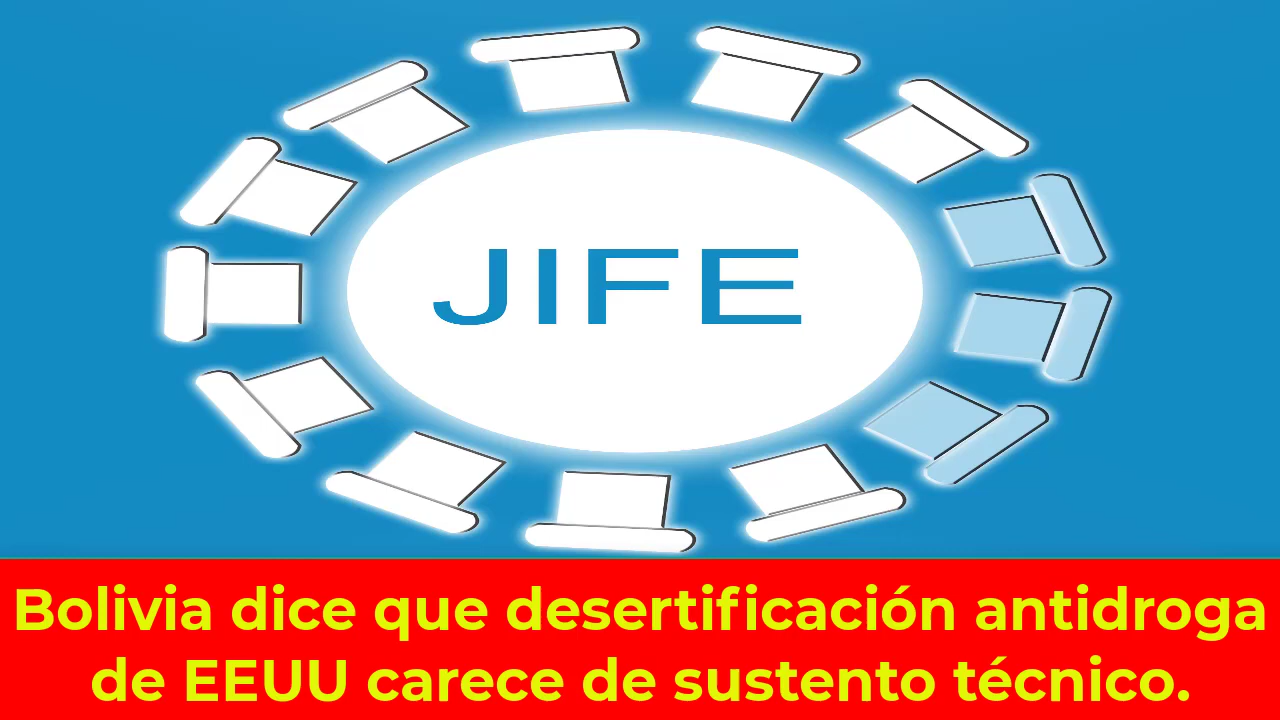 JIFE
Bolivia dice que desertificación antidroga
de EEUU carece de sustento técnico.